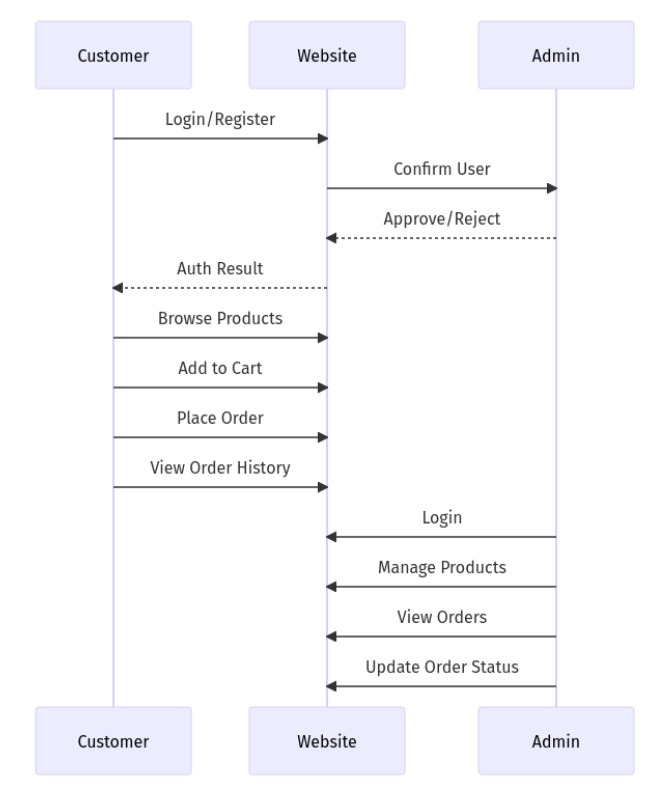 Customer
Website
Admin
Login/Register
Confirm User
Approve/Reject
Auth Result
Browse Products
Add to Cart
Place Order
View Order History
Login
Manage Products
View Orders
Update Order Status
Customer
Website
Admin